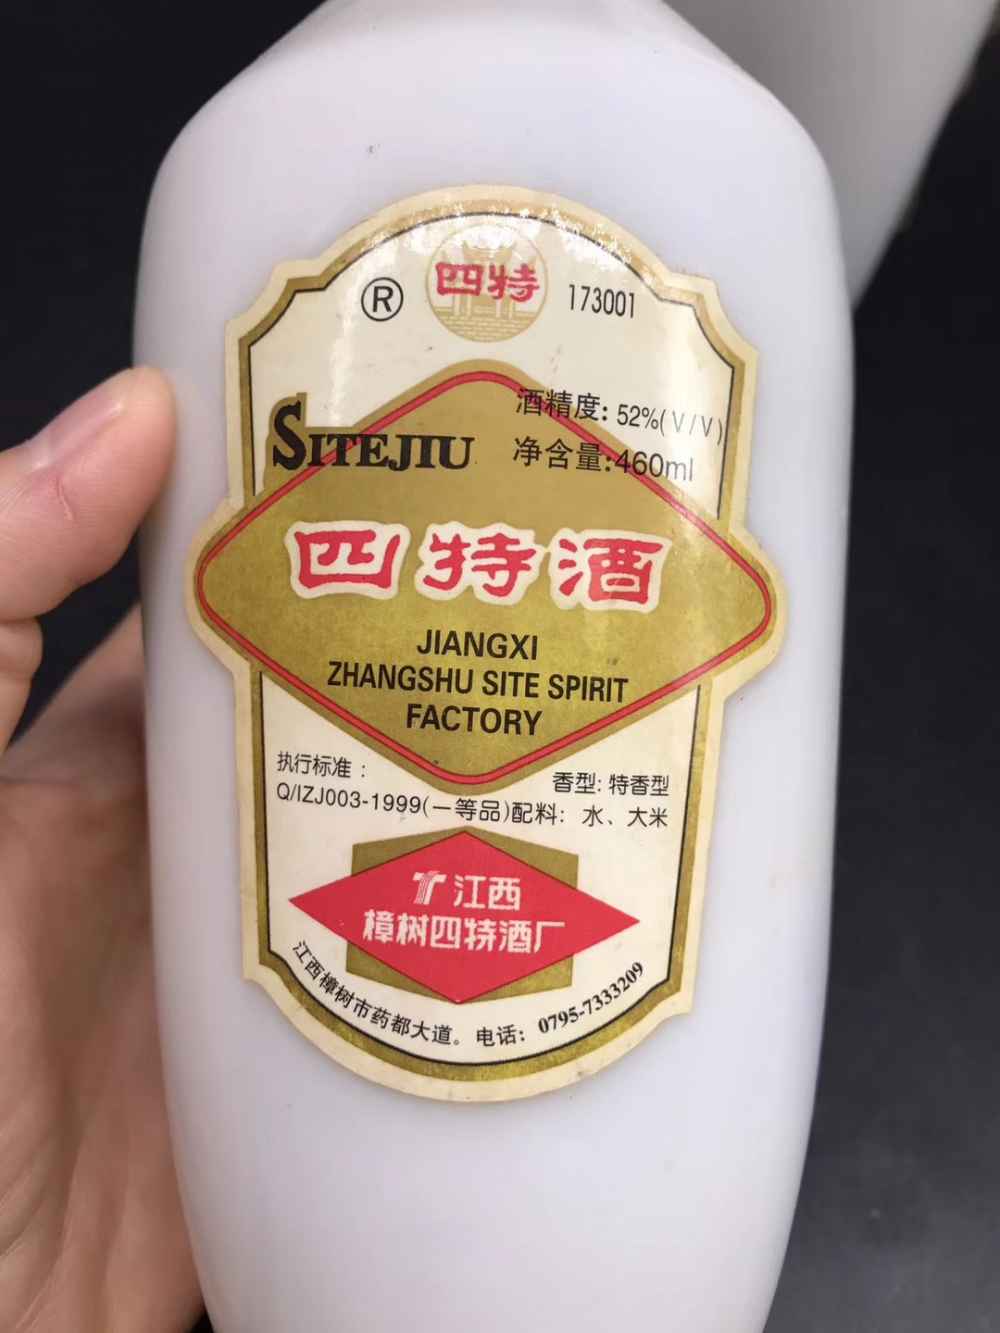 四特
® 173001
酒精度: 52%(V/V)
SITEJIU
净含量:460ml
四特酒
JIANGXI
ZHANGSHU SITE SPIRIT
FACTORY
执行标准:
香型: 特香型
Q/IZJ003-1999(一等品)配料: 水、大米
江西
樟树四特酒厂
江西樟树市药都大道。电话: 0795-7333209